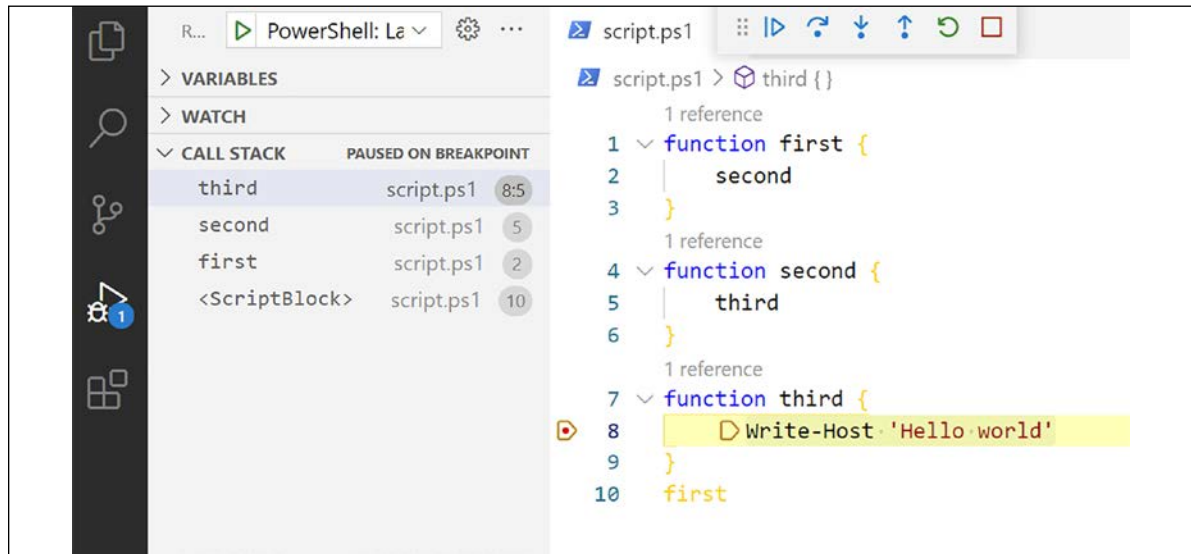 R... PowerShell: La ...
VARIABLES
WATCH
CALL STACK PAUSED ON BREAKPOINT
third script.ps1 8:5
second script.ps1 5
first script.ps1 2
<ScriptBlock> script.ps1 10
1
script.ps1
script.ps1 > third { }
1 reference
1 function first {
2 second
3 }
1 reference
4 function second {
5 third
6 }
1 reference
7 function third {
8 Write-Host 'Hello world'
9 }
10 first